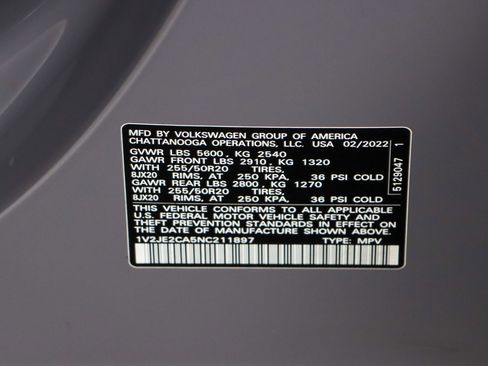 MFD BY VOLKSWAGEN GROUP OF AMERICA
CHATTANOOGA OPERATIONS, LLC. USA 02/2022
GVWR LBS 5600, KG 2540
GAWR FRONT LBS 2910, KG 1320
255/50R20 TIRES,
8JX20 RIMS, AT 250 KPA, 36 PSI COLD
GAWR REAR LBS 2800, KG 1270
255/50R20 TIRES,
8JX20 RIMS, AT 250 KPA, 36 PSI COLD
THIS VEHICLE CONFORMS TO ALL APPLICABLE
U.S. FEDERAL MOTOR VEHICLE SAFETY AND
THEFT PREVENTION STANDARDS IN EFFECT ON
DATE OF MANUFACTURE SHOWN ABOVE.
1V2JE2CA5NC211897 TYPE: MPV
5129047 1